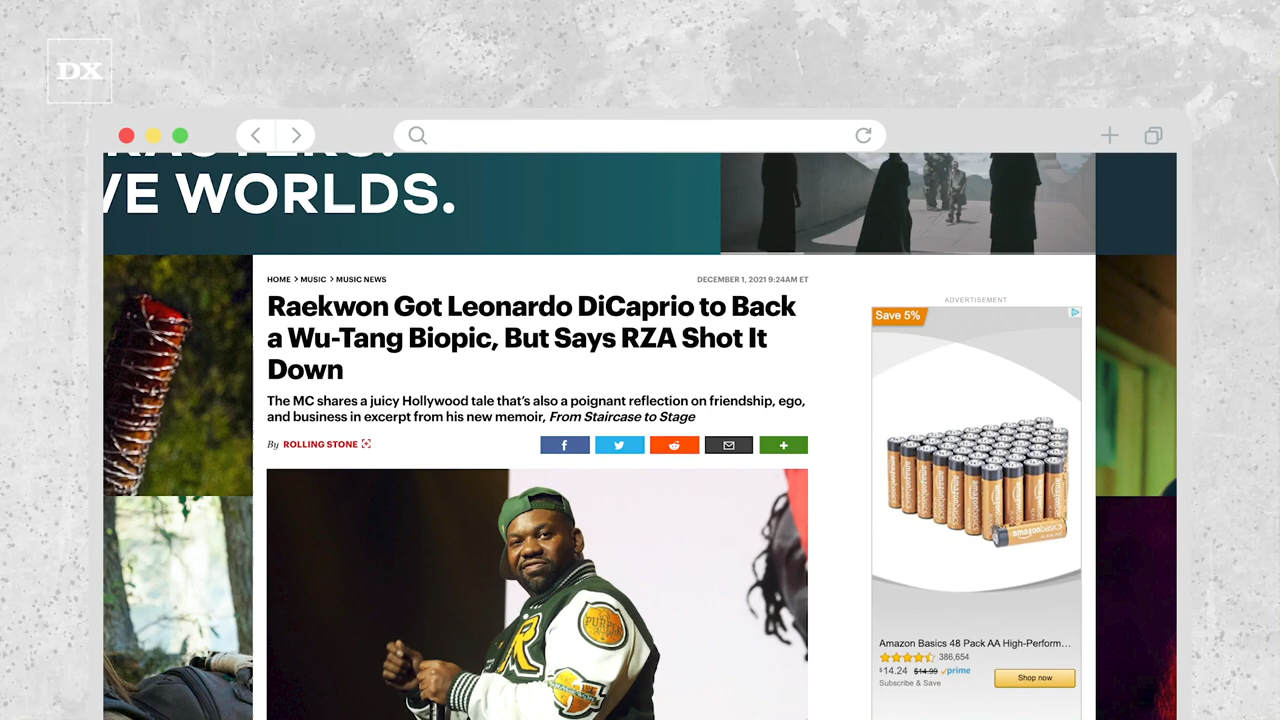 DX
VE WORLDS.
HOME > MUSIC > MUSIC NEWS
DECEMBER 1, 2021 9:24AM ET
Raekwon Got Leonardo DiCaprio to Back
a Wu-Tang Biopic, But Says RZA Shot It
Down
The MC shares a juicy Hollywood tale that's also a poignant reflection on friendship, ego,
and business in excerpt from his new memoir, From Staircase to Stage
By ROLLING STONE
PURPLE
R
ADVERTISEMENT
Save 5%
amazonbasics
Amazon Basics 48 Pack AA High-Perform...
386,654
$14.24 $14.99 prime
Subscribe & Save
Shop now